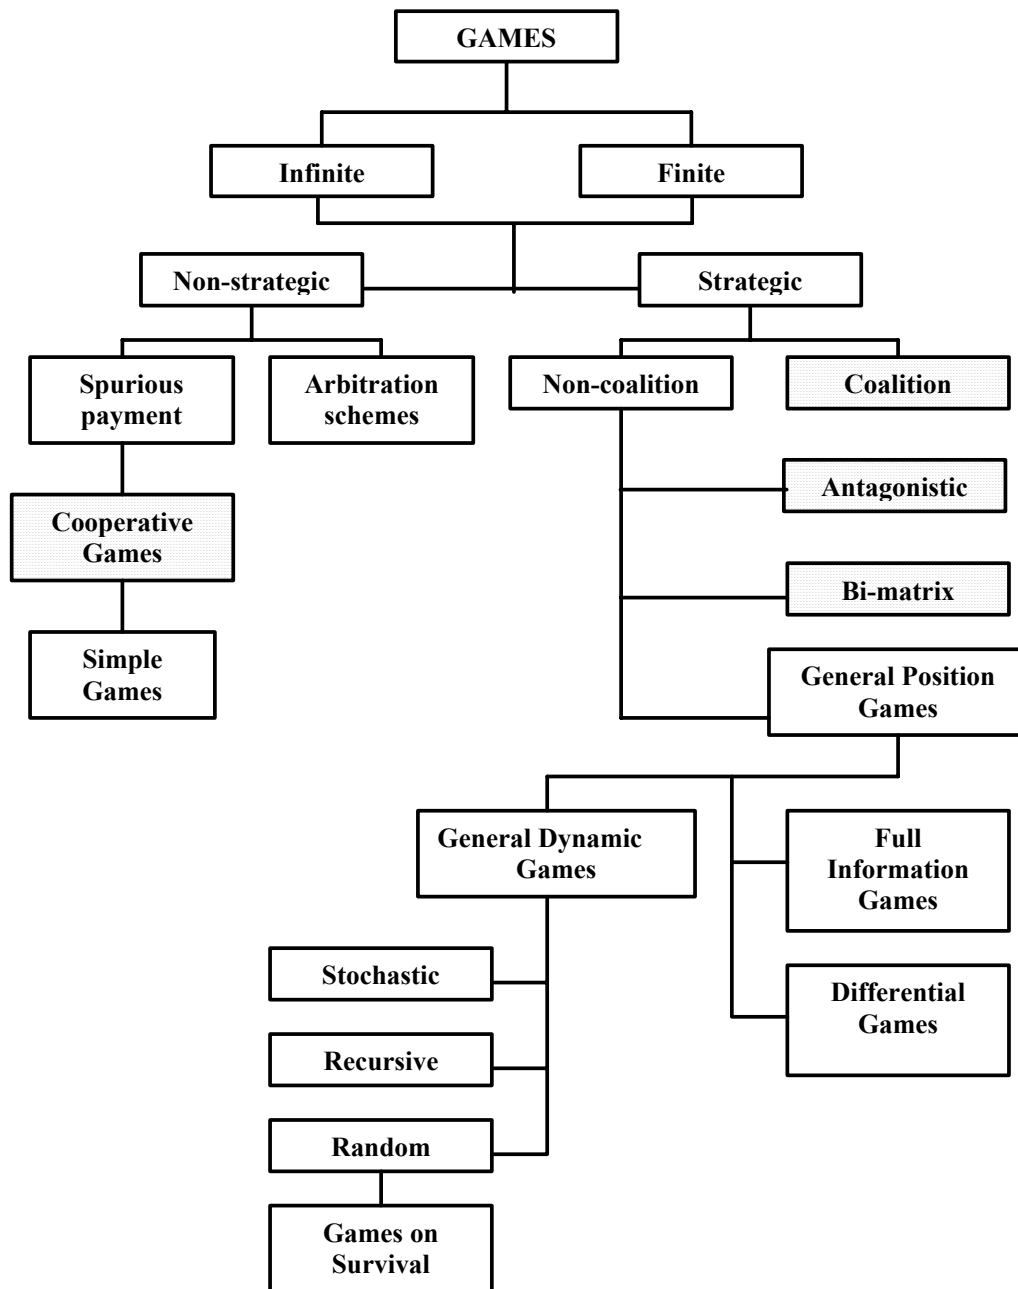 GAMES
Infinite
Finite
Non-strategic
Strategic
Spurious
payment
Arbitration
schemes
Non-coalition
Coalition
Antagonistic
Cooperative
Games
Bi-matrix
Simple
Games
General Position
Games
General Dynamic
Games
Full
Information
Games
Stochastic
Differential
Games
Recursive
Random
Games on
Survival